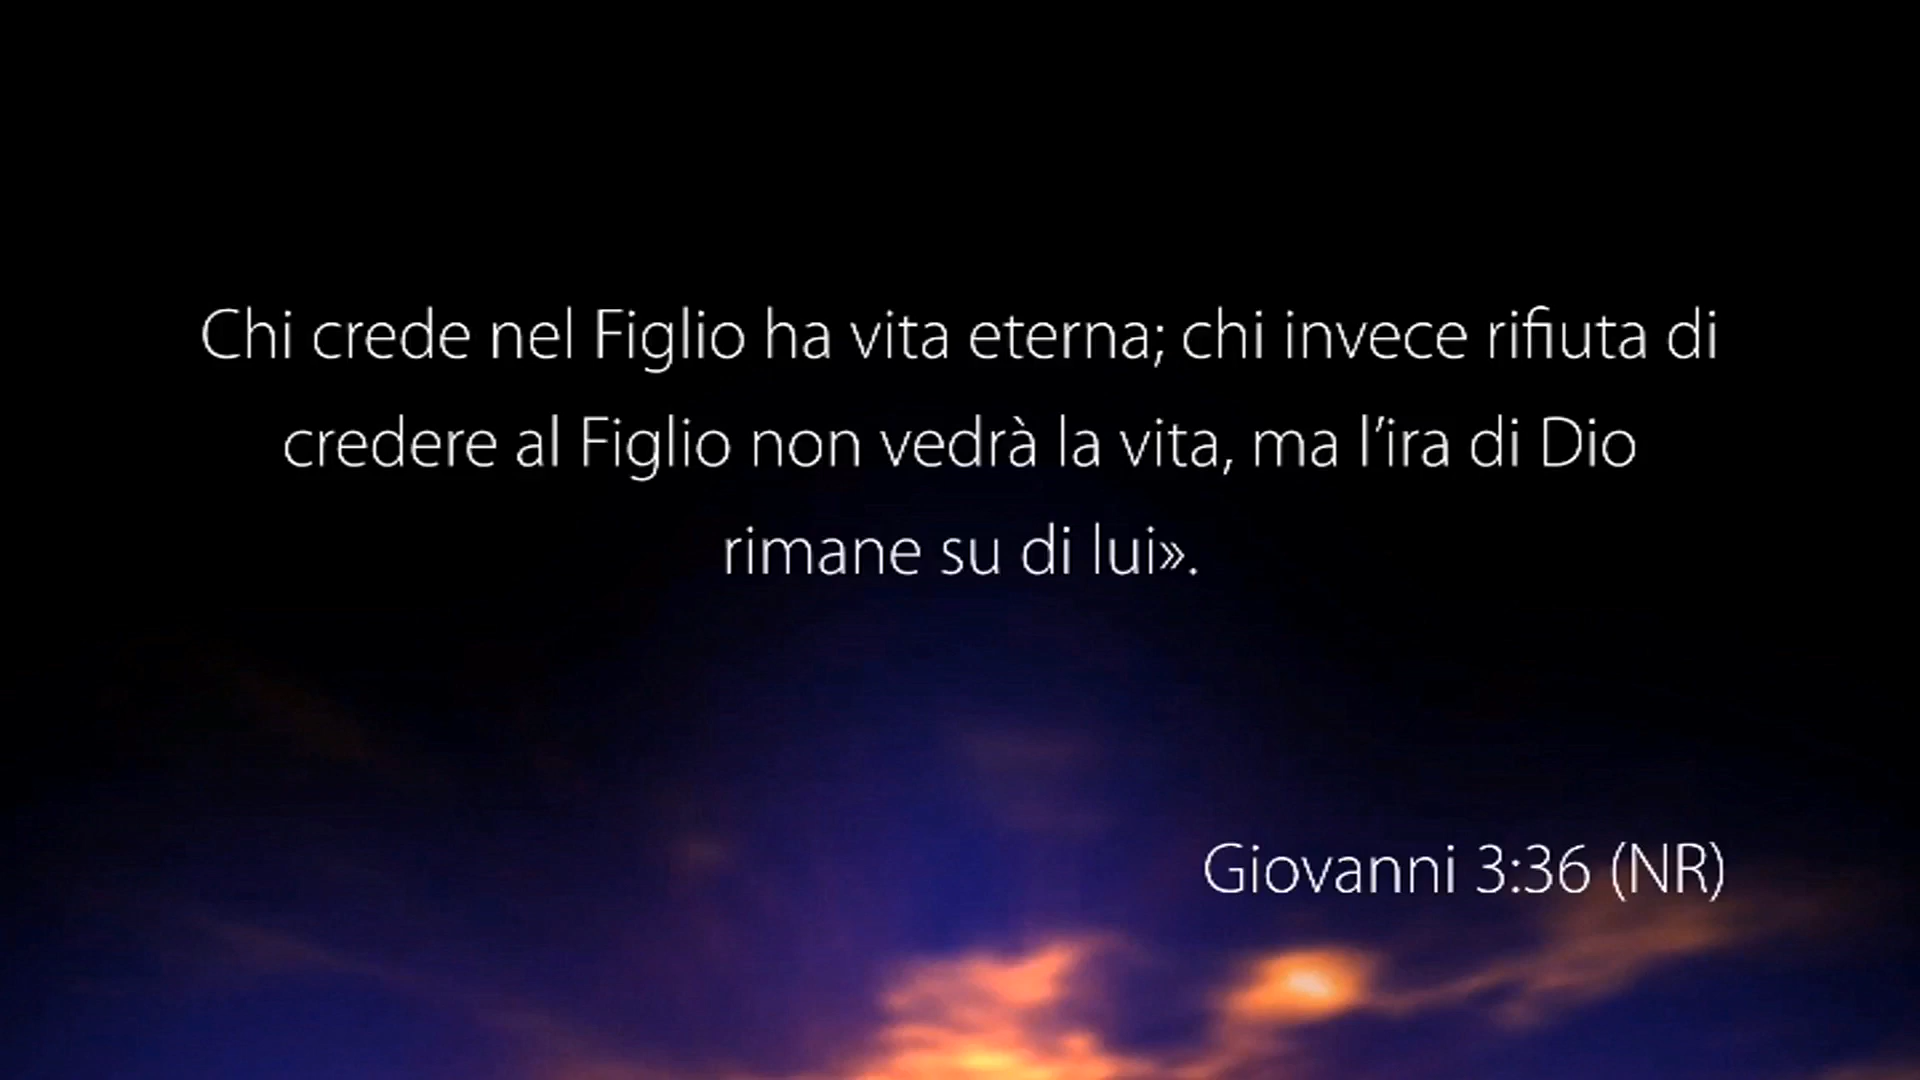 Chi crede nel Figlio ha vita eterna; chi invece rifiuta di
credere al Figlio non vedrà la vita, ma l’ira di Dio
rimane su di lui».
Giovanni 3:36 (NR)